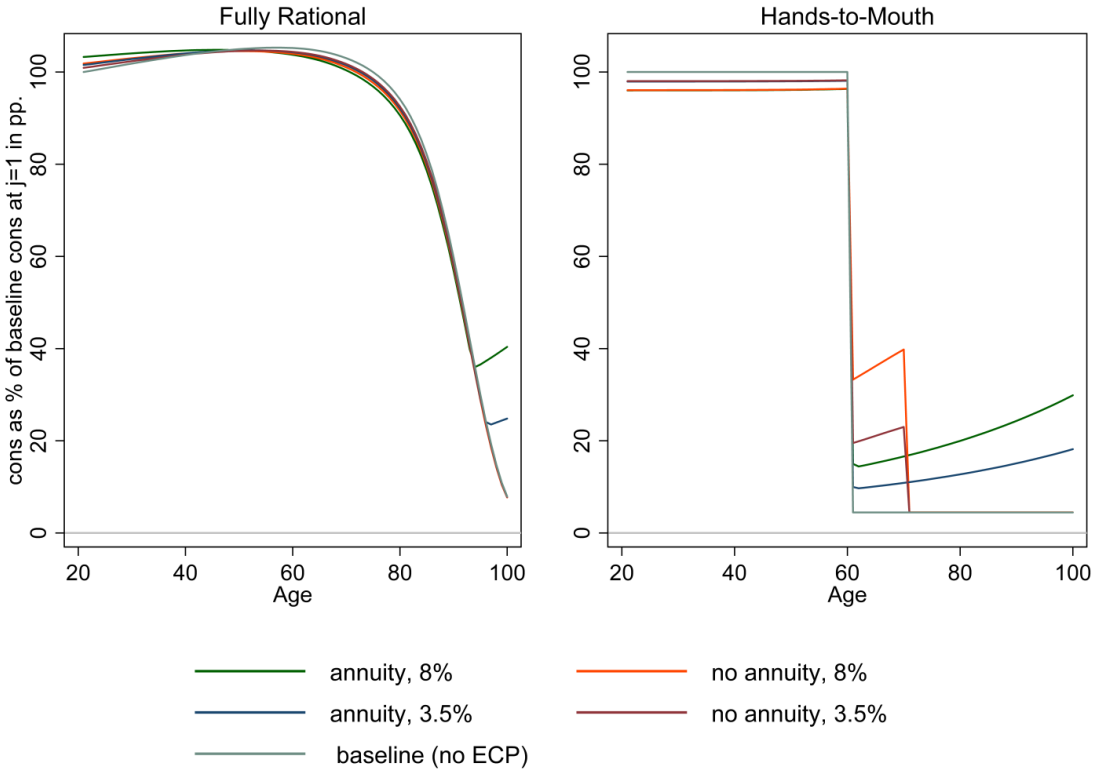 Fully Rational
Hands-to-Mouth
cons as % of baseline cons at j=1 in pp.
100
80
60
40
20
0
20 40 60 80 100
Age
100
80
60
40
20
0
20 40 60 80 100
Age
annuity, 8%
no annuity, 8%
annuity, 3.5%
no annuity, 3.5%
baseline (no ECP)